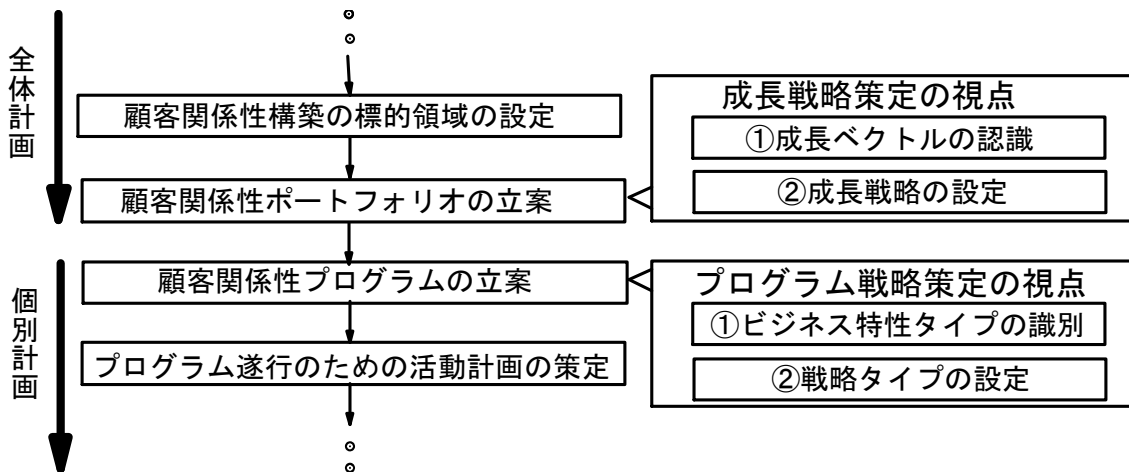 全体計画
顧客関係性構築の標的領域の設定
顧客関係性ポートフォリオの立案
成長戦略策定の視点
①成長ベクトルの認識
②成長戦略の設定
個別計画
顧客関係性プログラムの立案
プログラム遂行のための活動計画の策定
プログラム戦略策定の視点
①ビジネス特性タイプの識別
②戦略タイプの設定